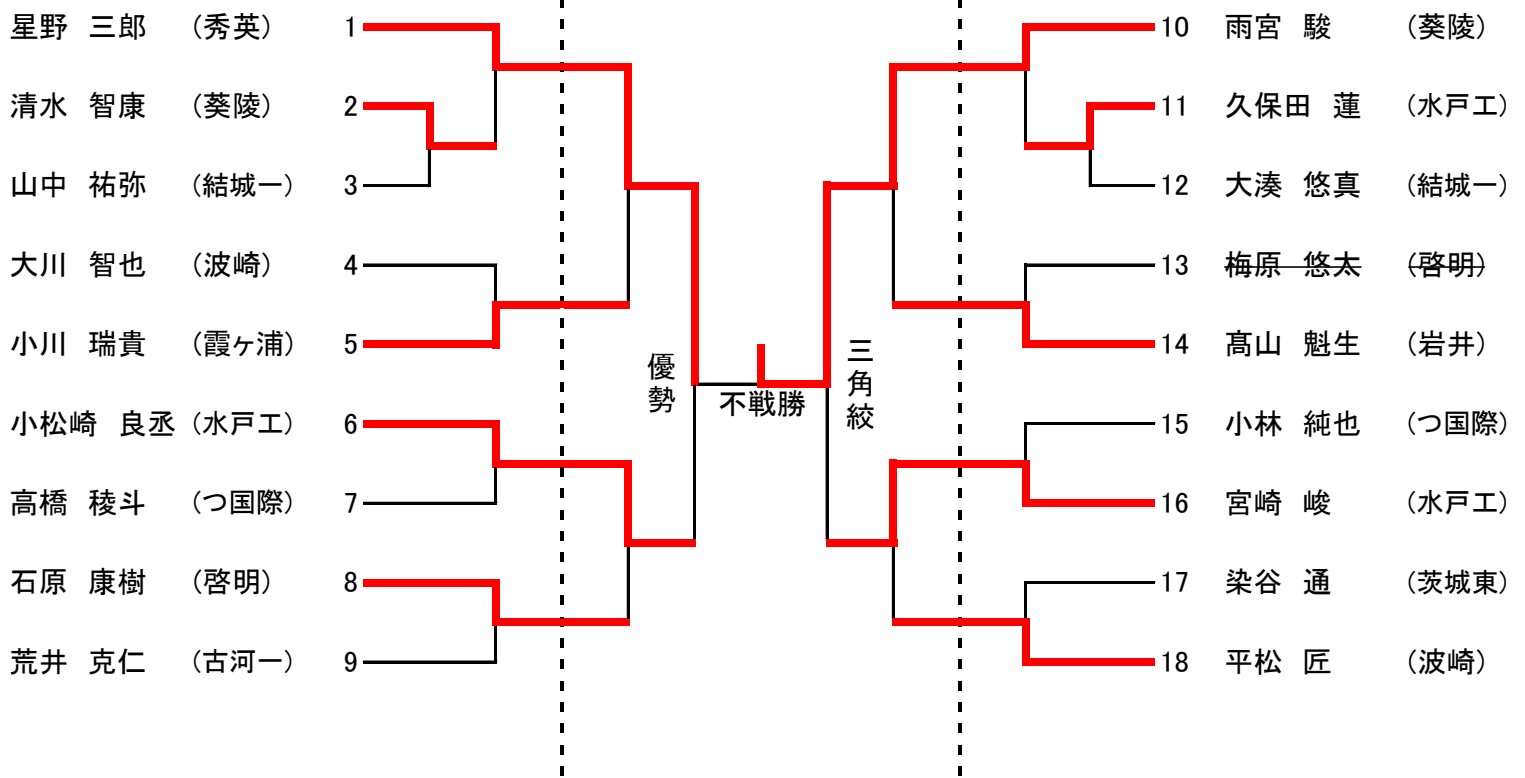 星野 三郎 （秀英） 1
清水 智康 （葵陵） 2
山中 祐弥 （結城一） 3
大川 智也 （波崎） 4
小川 瑞貴 （霞ヶ浦） 5
小松崎 良丞 （水戸工） 6
高橋 稜斗 （つ国際） 7
石原 康樹 （啓明） 8
荒井 克仁 （古河一） 9
優勢
不戦勝
三角絞
10 雨宮 駿 （葵陵）
11 久保田 蓮 （水戸工）
12 大湊 悠真 （結城一）
13 梅原 悠太 （啓明）
14 髙山 魁生 （岩井）
15 小林 純也 （つ国際）
16 宮崎 峻 （水戸工）
17 染谷 通 （茨城東）
18 平松 匠 （波崎）